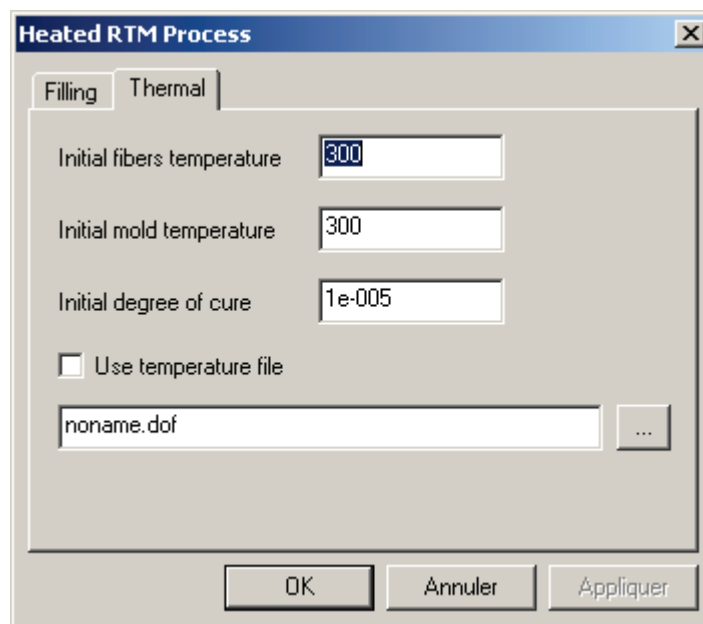 Heated RTM Process
Filling Thermal
Initial fibers temperature 300
Initial mold temperature 300
Initial degree of cure 1e-005
Use temperature file
noname.dof ...
OK Annuler Appliquer